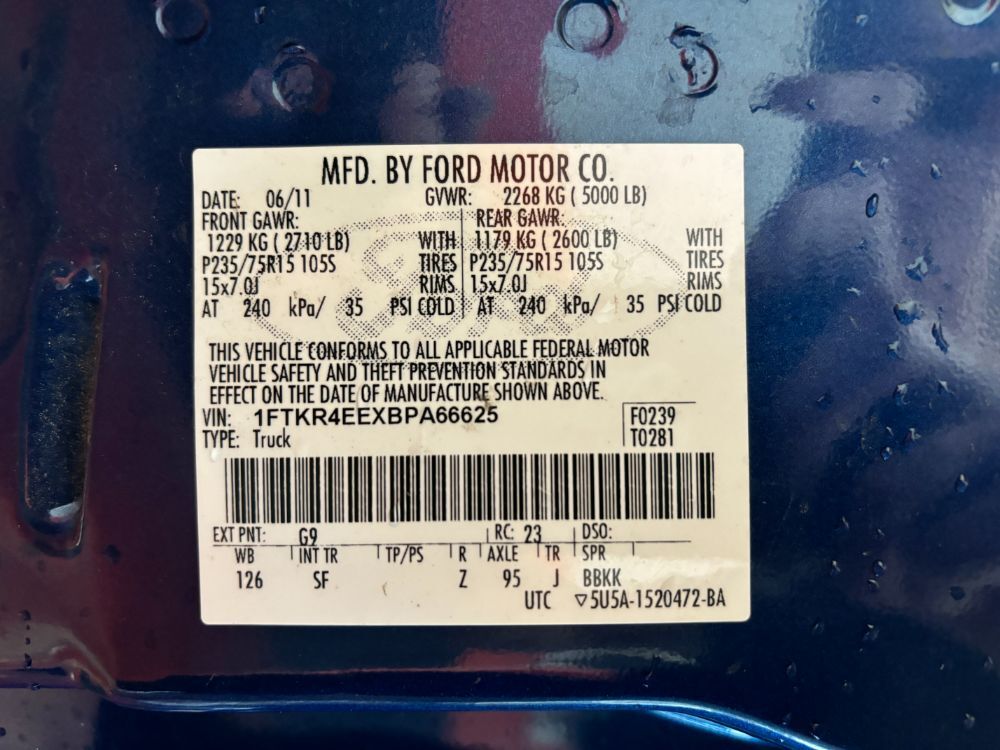 MFD. BY FORD MOTOR CO.
DATE: 06/11 GVWR: 2268 KG ( 5000 LB)
FRONT GAWR: REAR GAWR:
1229 KG ( 2710 LB) WITH 1179 KG ( 2600 LB) WITH
P235/75R15 105S TIRES P235/75R15 105S TIRES
15x7.0J RIMS 15x7.0J RIMS
AT 240 kPa/ 35 PSI COLD AT 240 kPa/ 35 PSI COLD
THIS VEHICLE CONFORMS TO ALL APPLICABLE FEDERAL MOTOR
VEHICLE SAFETY AND THEFT PREVENTION STANDARDS IN
EFFECT ON THE DATE OF MANUFACTURE SHOWN ABOVE.
VIN: 1FTKR4EEXBPA66625 F0239
TYPE: Truck T0281
EXT PNT: G9 RC: 23 DSO:
WB INT TR TP/PS R AXLE TR SPR
126 SF Z 95 J BBKK
UTC ▽5U5A-1520472-BA